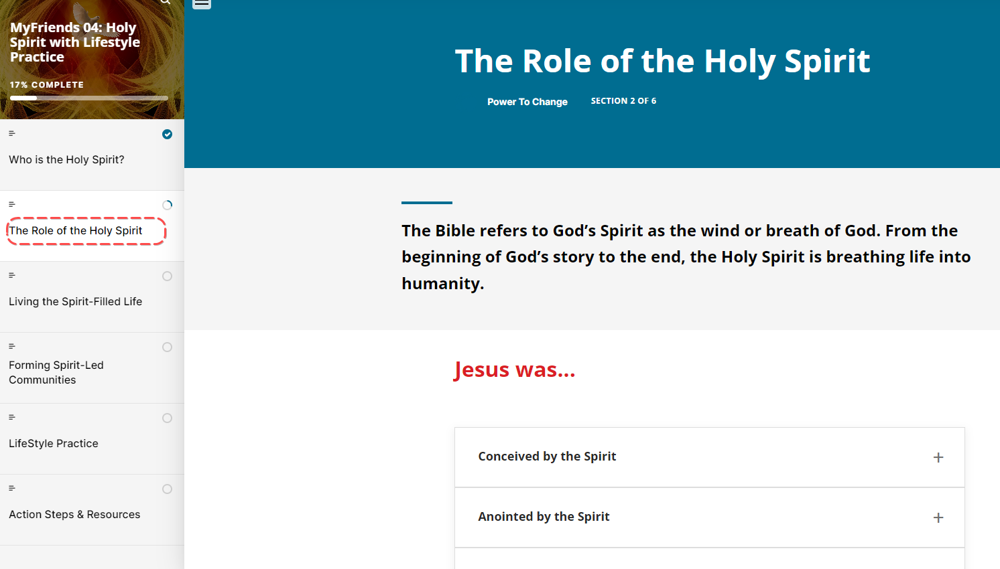 MyFriends 04: Holy
Spirit with Lifestyle
Practice
17% COMPLETE
Who is the Holy Spirit?
The Role of the Holy Spirit
Living the Spirit-Filled Life
Forming Spirit-Led
Communities
LifeStyle Practice
Action Steps & Resources
The Role of the Holy Spirit
Power To Change
SECTION 2 OF 6
The Bible refers to God’s Spirit as the wind or breath of God. From the
beginning of God’s story to the end, the Holy Spirit is breathing life into
humanity.
Jesus was...
Conceived by the Spirit
Anointed by the Spirit